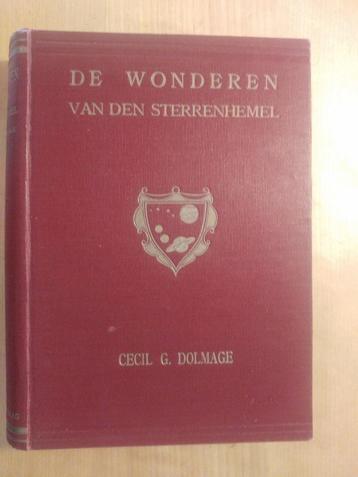 DE WONDEREN
VAN DEN STERRENHEMEL
CECIL G. DOLMAGE